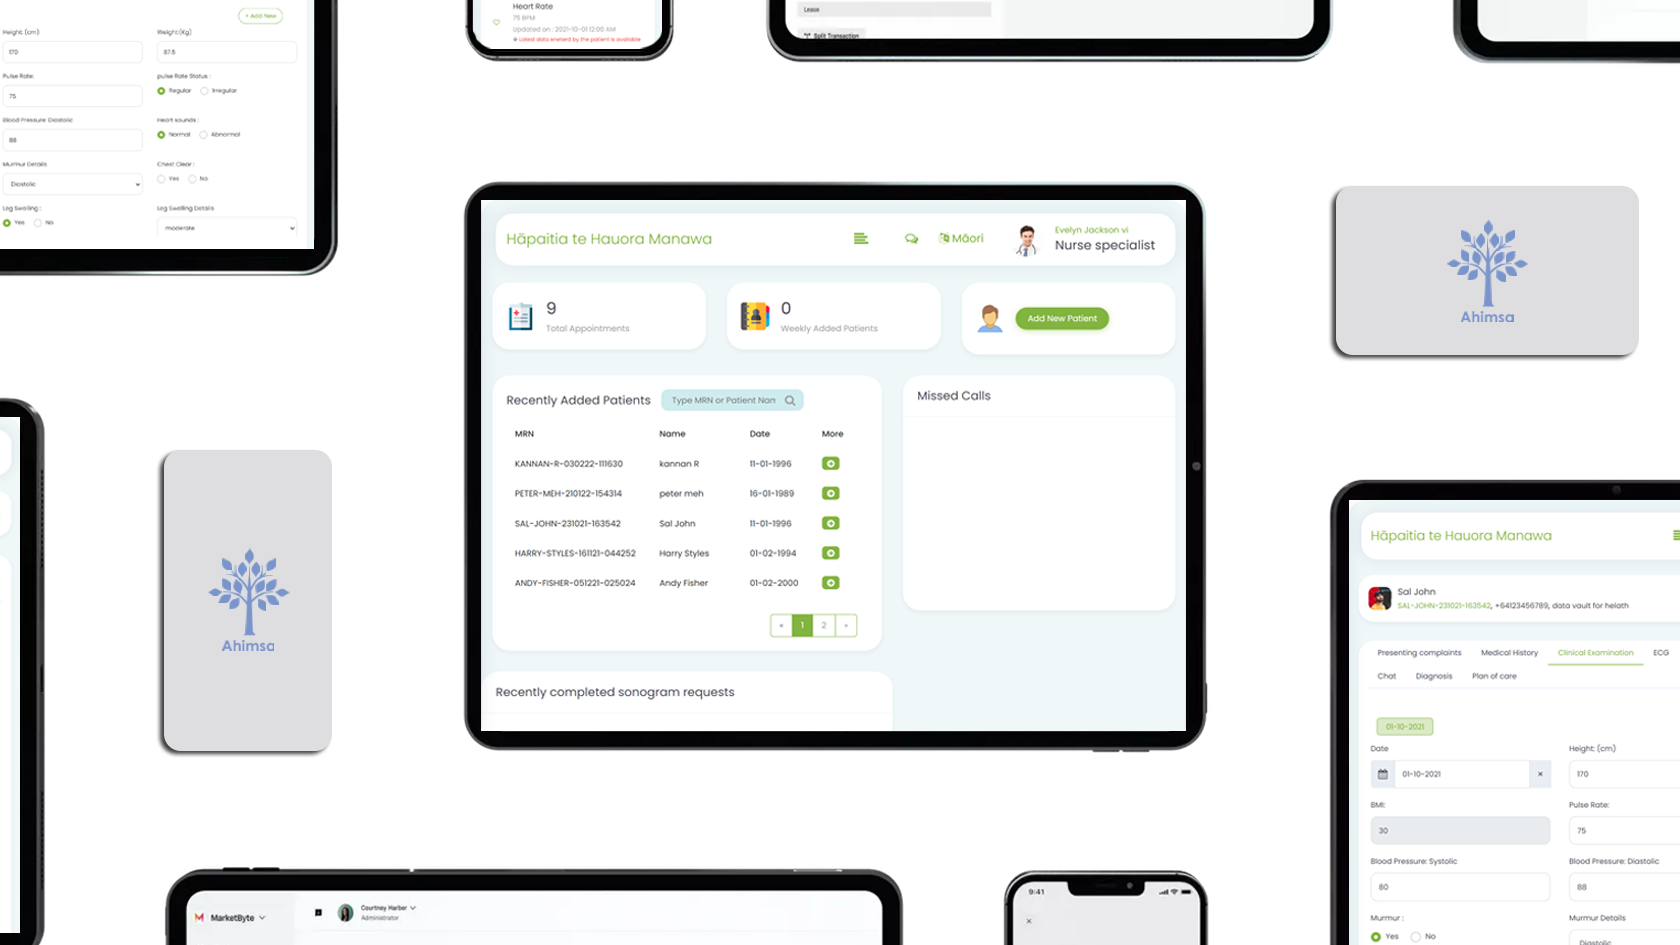 + Add New
Height: (cm)
Weight:(Kg)
170
87.5
Pulse Rate:
pulse Rate Status :
75
Regular
Irregular
Blood Pressure: Diastolic
Heart sounds :
88
Normal
Abnormal
Murmur Details
Chest Clear :
Diastolic
Yes
No
Leg Swelling :
Leg Swelling Details
Yes
No
moderate
Heart Rate
75 BPM
Updated on : 2021-10-01 12:00 AM
Latest data eneterd by the patient is available
Lease
Split Transaction
Hāpaitia te Hauora Manawa
Māori
Evelyn Jackson vi
Nurse specialist
9
Total Appointments
0
Weekly Added Patients
Add New Patient
Recently Added Patients
Type MRN or Patient Nam
Missed Calls
MRN Name Date More
KANNAN-R-030222-111630 kannan R 11-01-1996
PETER-MEH-210122-154314 peter meh 16-01-1989
SAL-JOHN-231021-163542 Sal John 11-01-1996
HARRY-STYLES-161121-044252 Harry Styles 01-02-1994
ANDY-FISHER-051221-025024 Andy Fisher 01-02-2000
« 1 2 »
Recently completed sonogram requests
Ahimsa
Ahimsa
Hāpaitia te Hauora Manawa
Sal John
SAL-JOHN-231021-163542, +64123456789, data vault for helath
Presenting complaints Medical History Clinical Examination ECG
Chat Diagnosis Plan of care
01-10-2021
Date
Height: (cm)
01-10-2021 ×
170
BMI:
Pulse Rate:
30
75
Blood Pressure: Systolic
Blood Pressure: Diastolic
80
88
Murmur :
Murmur Details
Yes
No
Diastolic
MarketByte
Courtney Harber
Administrator
9:41
×